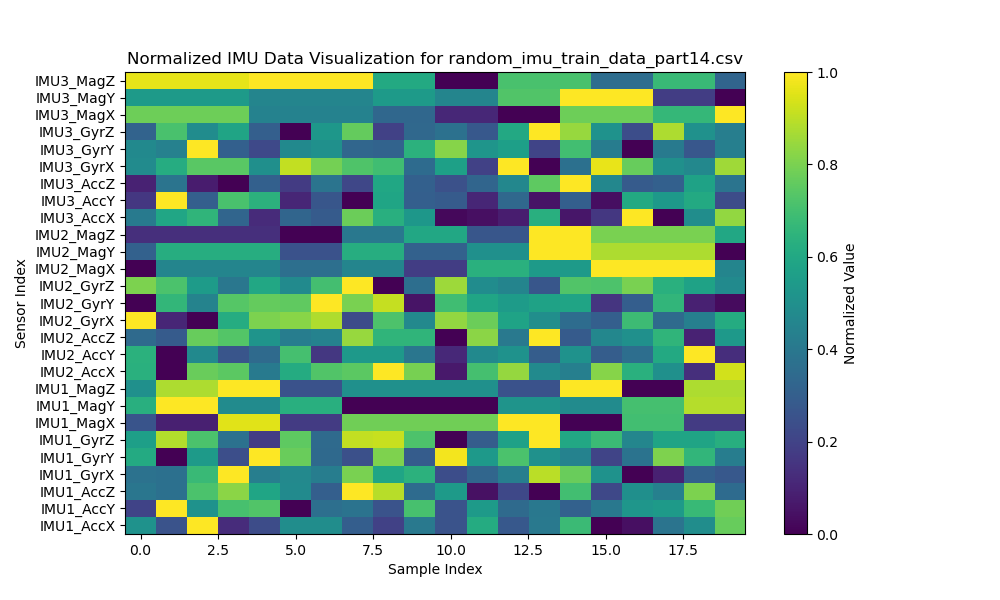 Normalized IMU Data Visualization for random_imu_train_data_part14.csv
IMU3_MagZ
IMU3_MagY
IMU3_MagX
IMU3_GyrZ
IMU3_GyrY
IMU3_GyrX
IMU3_AccZ
IMU3_AccY
IMU3_AccX
IMU2_MagZ
IMU2_MagY
IMU2_MagX
IMU2_GyrZ
IMU2_GyrY
IMU2_GyrX
IMU2_AccZ
IMU2_AccY
IMU2_AccX
IMU1_MagZ
IMU1_MagY
IMU1_MagX
IMU1_GyrZ
IMU1_GyrY
IMU1_GyrX
IMU1_AccZ
IMU1_AccY
IMU1_AccX
Sensor Index
0.0 2.5 5.0 7.5 10.0 12.5 15.0 17.5
Sample Index
1.0
0.8
0.6
0.4
0.2
0.0
Normalized Value